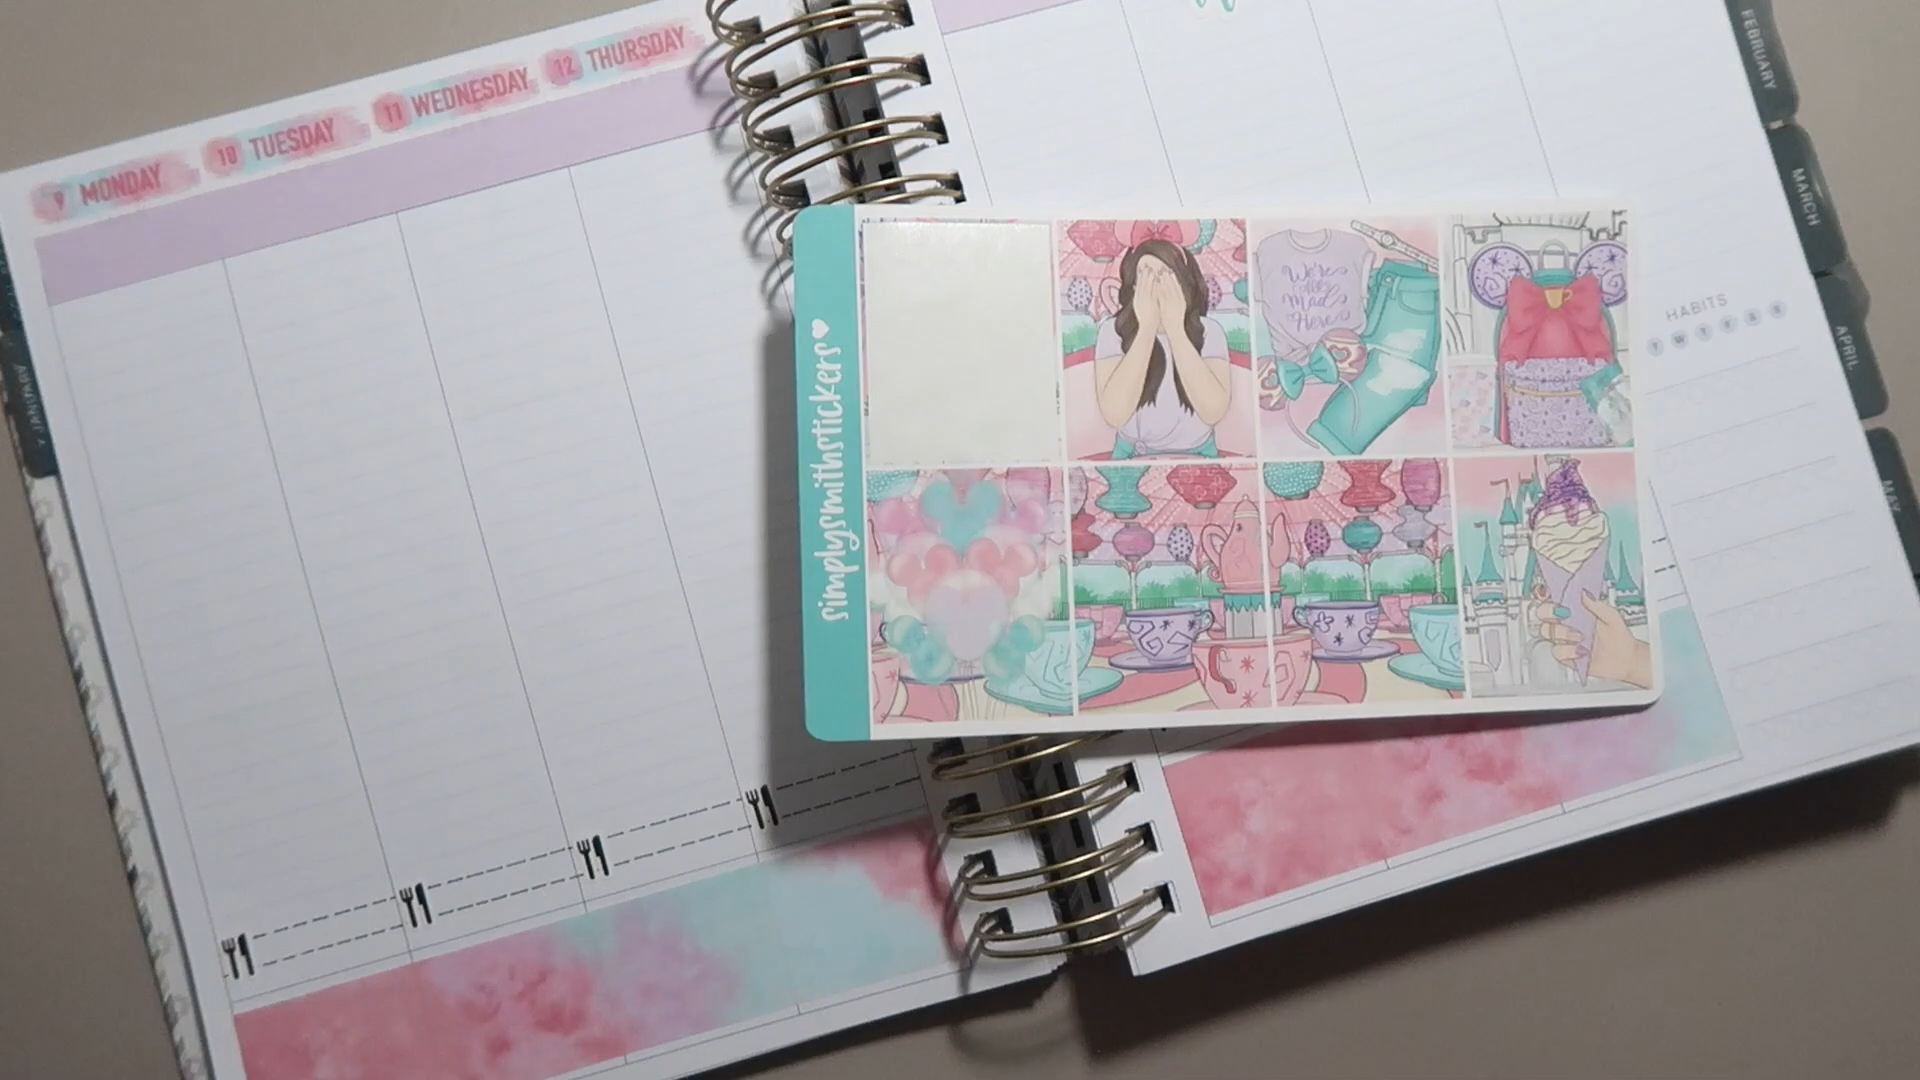 9 MONDAY
10 TUESDAY
11 WEDNESDAY
12 THURSDAY
simplysmithstickers
We're
all
Mad
Here
HABITS
T W T F S S
JANUARY
FEBRUARY
MARCH
APRIL
MAY